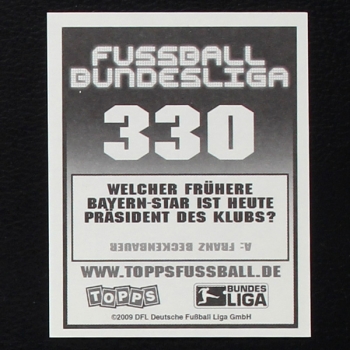 FUSSBALL
BUNDESLIGA
330
WELCHER FRÜHERE
BAYERN-STAR IST HEUTE
PRÄSIDENT DES KLUBS?
A: FRANZ BECKENBAUER
WWW.TOPPSFUSSBALL.DE
TOPPS
BUNDES
LIGA
©2009 DFL Deutsche Fußball Liga GmbH